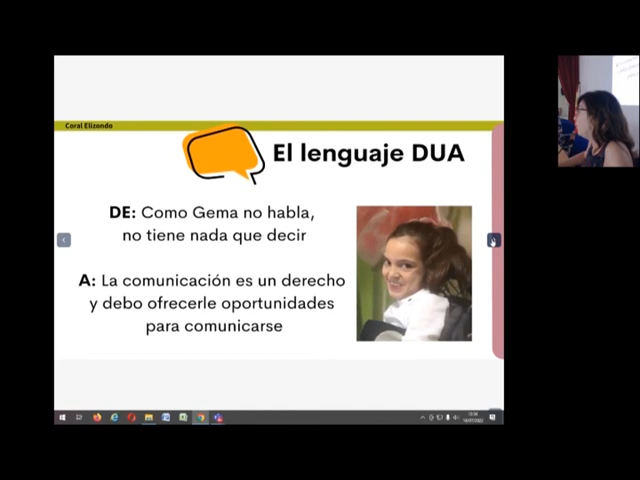 Coral Elizondo
El lenguaje DUA
DE: Como Gema no habla,
no tiene nada que decir
A: La comunicación es un derecho
y debo ofrecerle oportunidades
para comunicarse